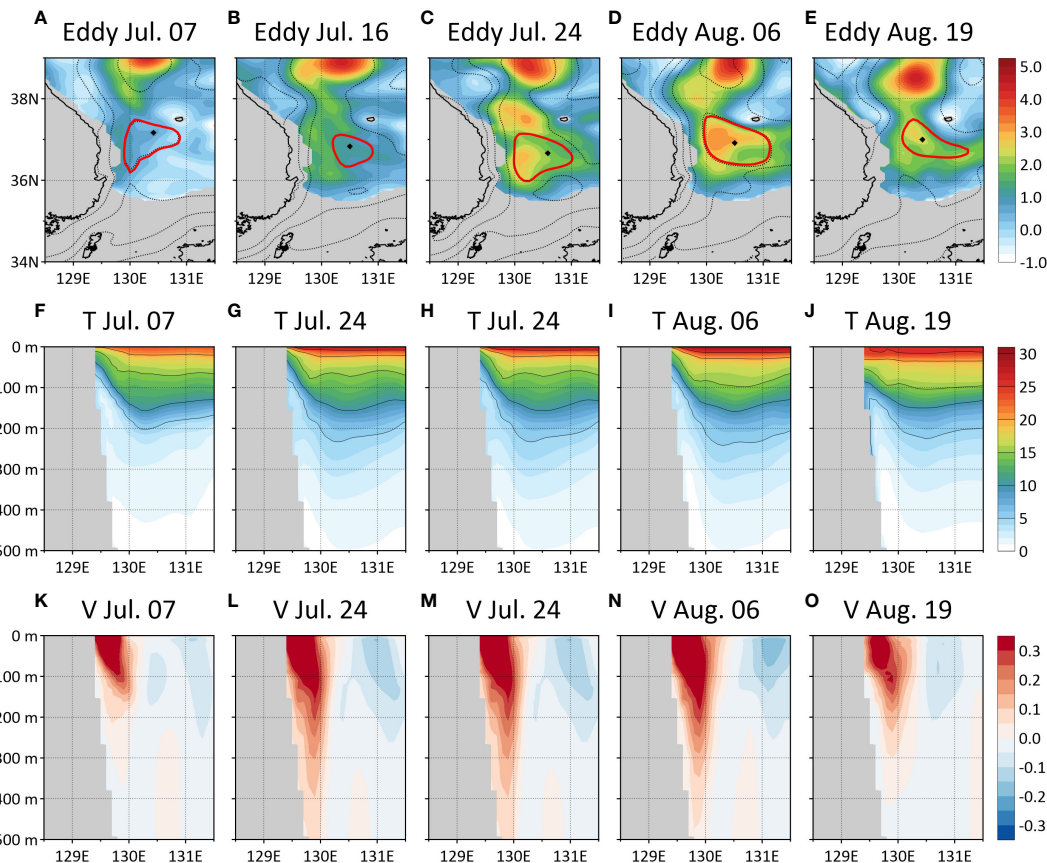 A B C D E
Eddy Jul. 07 Eddy Jul. 16 Eddy Jul. 24 Eddy Aug. 06 Eddy Aug. 19
38N 36N 34N
129E 130E 131E 129E 130E 131E 129E 130E 131E 129E 130E 131E 129E 130E 131E
5.0 4.0 3.0 2.0 1.0 0.0 -1.0
F G H I J
T Jul. 07 T Jul. 24 T Jul. 24 T Aug. 06 T Aug. 19
0 m 100 m 200 m 300 m 400 m 500 m
129E 130E 131E 129E 130E 131E 129E 130E 131E 129E 130E 131E 129E 130E 131E
30 25 20 15 10 5 0
K L M N O
V Jul. 07 V Jul. 24 V Jul. 24 V Aug. 06 V Aug. 19
0 m 100 m 200 m 300 m 400 m 500 m
129E 130E 131E 129E 130E 131E 129E 130E 131E 129E 130E 131E 129E 130E 131E
0.3 0.2 0.1 0.0 -0.1 -0.2 -0.3